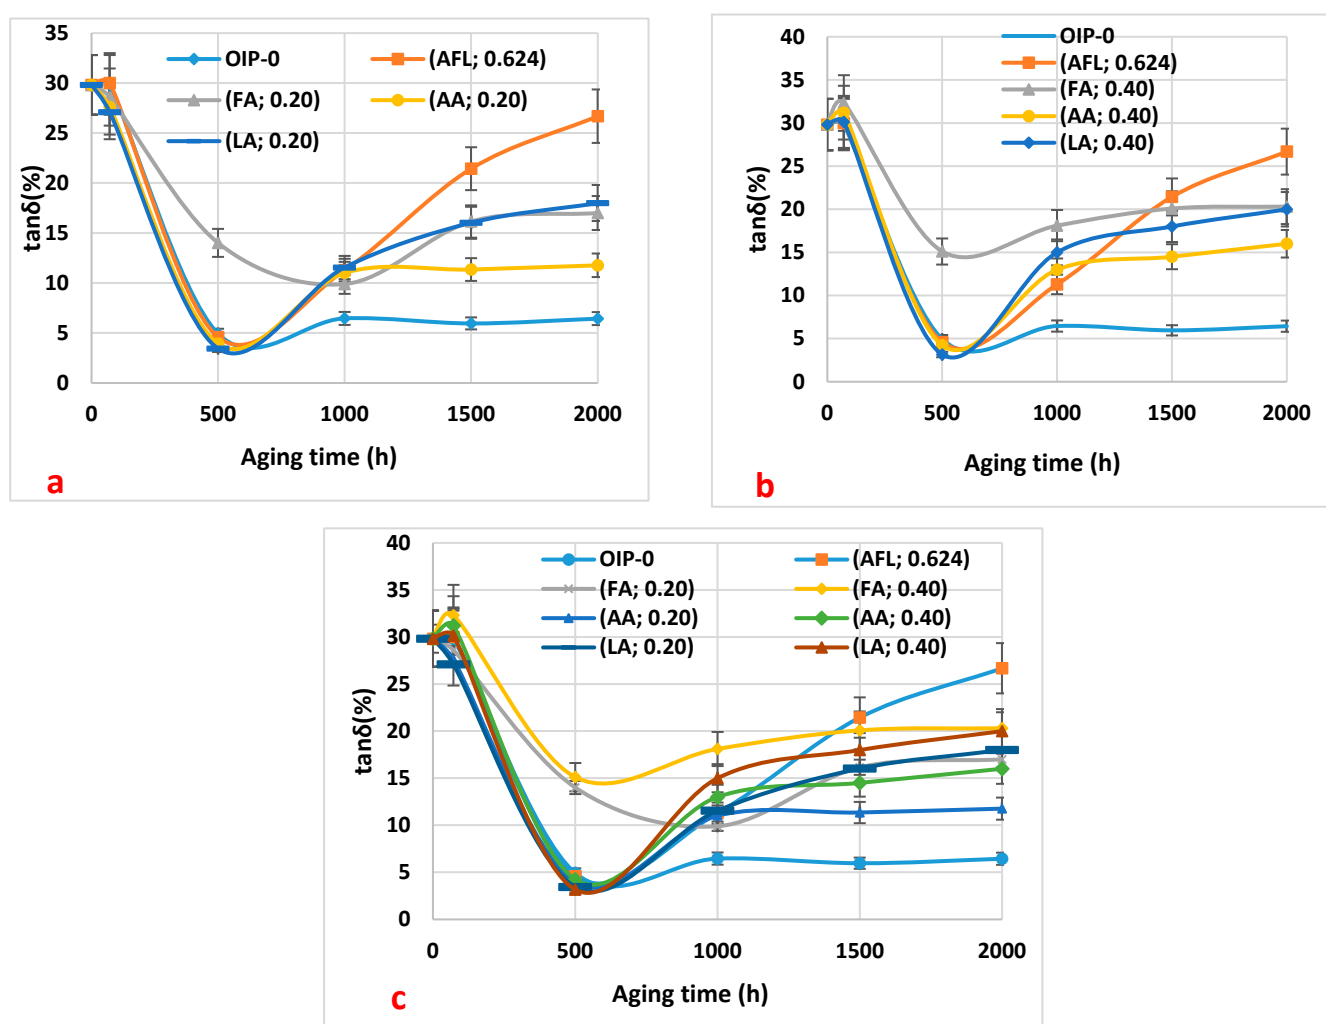 35
30
25
20
15
10
5
0
tanδ(%)
OIP-0
(AFL; 0.624)
(FA; 0.20)
(AA; 0.20)
(LA; 0.20)
0 500 1000 1500 2000
Aging time (h)
a
40
35
30
25
20
15
10
5
0
tanδ(%)
OIP-0
(AFL; 0.624)
(FA; 0.40)
(AA; 0.40)
(LA; 0.40)
0 500 1000 1500 2000
Aging time (h)
b
40
35
30
25
20
15
10
5
0
tanδ(%)
OIP-0
(AFL; 0.624)
(FA; 0.20)
(FA; 0.40)
(AA; 0.20)
(AA; 0.40)
(LA; 0.20)
(LA; 0.40)
0 500 1000 1500 2000
Aging time (h)
c